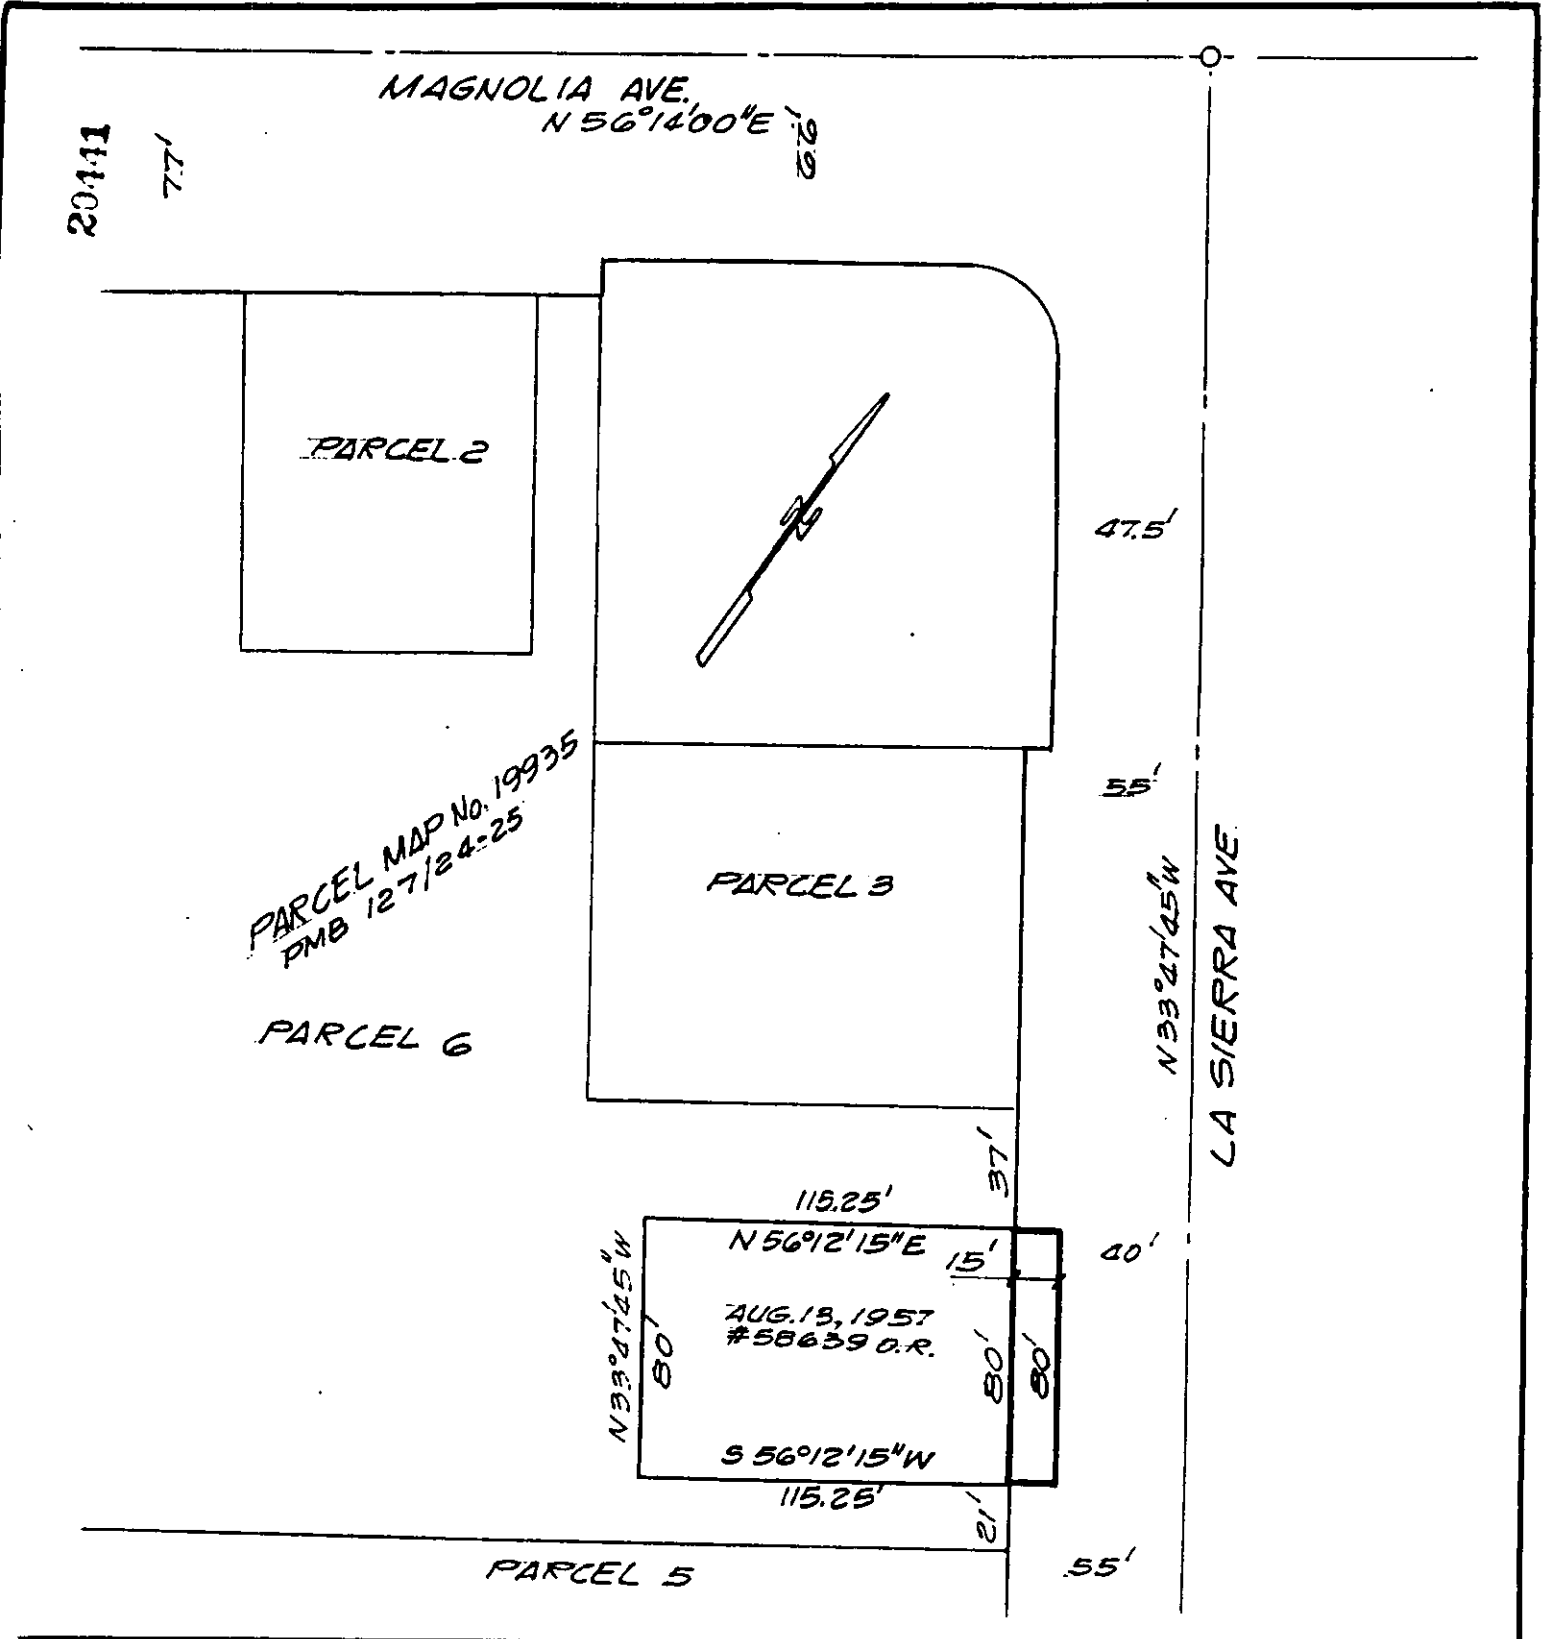 MAGNOLIA AVE.
N 56°14'00"E
66'
20441
77'
PARCEL 2
N
47.5'
PARCEL MAP No. 19935
PMB 127/24-25
55'
PARCEL 3
N33°47'45"W
LA SIERRA AVE
PARCEL 6
37'
115.25'
N 56°12'15"E
15'
40'
N33°47'45"W
80'
AUG. 13, 1957
#58639 O.R.
80'
80'
S 56°12'15"W
115.25'
21'
PARCEL 5
55'